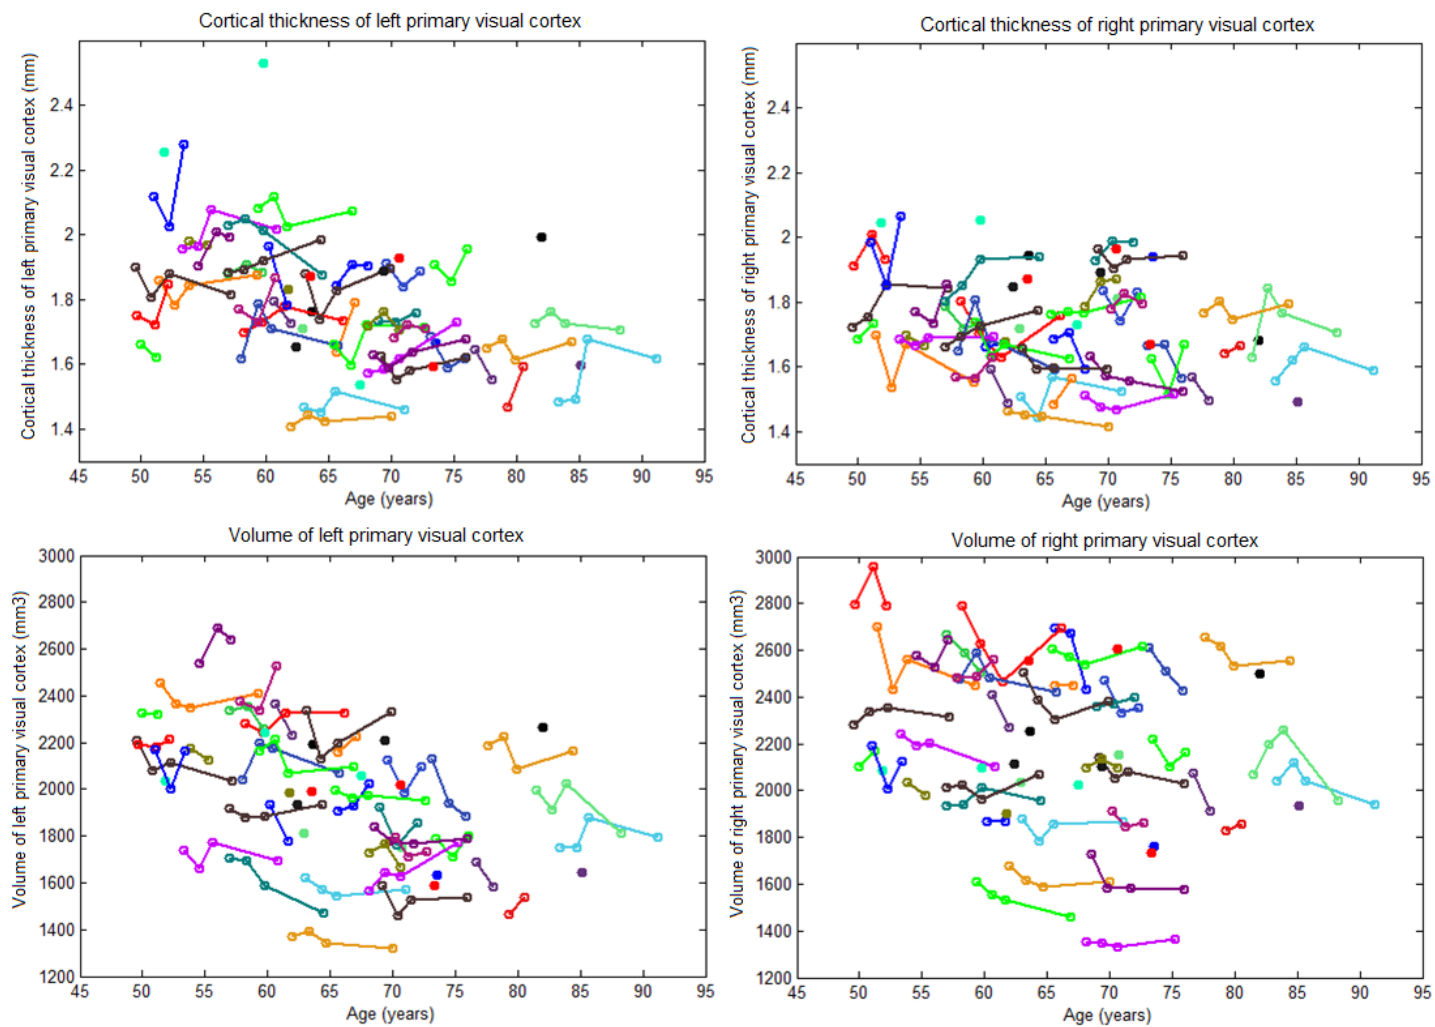 Cortical thickness of left primary visual cortex
Cortical thickness of left primary visual cortex (mm)
2.4
2.2
2
1.8
1.6
1.4
45 50 55 60 65 70 75 80 85 90 95
Age (years)
Cortical thickness of right primary visual cortex
Cortical thickness of right primary visual cortex (mm)
2.4
2.2
2
1.8
1.6
1.4
45 50 55 60 65 70 75 80 85 90 95
Age (years)
Volume of left primary visual cortex
Volume of left primary visual cortex (mm3)
3000
2800
2600
2400
2200
2000
1800
1600
1400
1200
45 50 55 60 65 70 75 80 85 90 95
Age (years)
Volume of right primary visual cortex
Volume of right primary visual cortex (mm3)
3000
2800
2600
2400
2200
2000
1800
1600
1400
1200
45 50 55 60 65 70 75 80 85 90 95
Age (years)